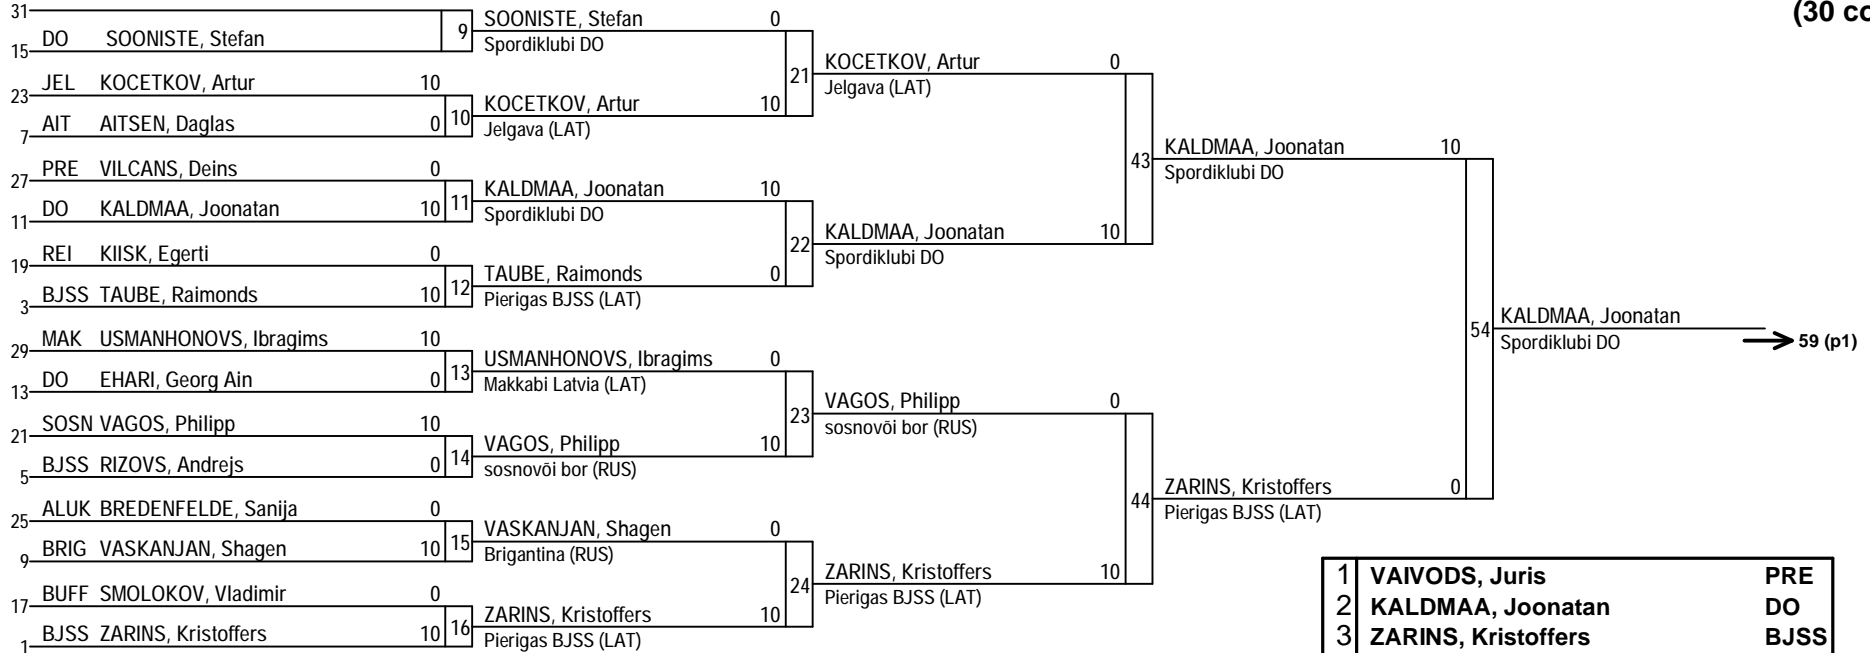 (30 co
31
15 DO SOONISTE, Stefan
9
SOONISTE, Stefan 0
Spordiklubi DO
23 JEL KOCETKOV, Artur 10
7 AIT AITSEN, Daglas 0
10
KOCETKOV, Artur 10
Jelgava (LAT)
27 PRE VILCANS, Deins 0
11 DO KALDMAA, Joonatan 10
11
KALDMAA, Joonatan 10
Spordiklubi DO
19 REI KIISK, Egerti 0
3 BJSS TAUBE, Raimonds 10
12
TAUBE, Raimonds 0
Pierigas BJSS (LAT)
29 MAK USMANHONOVS, Ibragims 10
13 DO EHARI, Georg Ain 0
13
USMANHONOVS, Ibragims 0
Makkabi Latvia (LAT)
21 SOSN VAGOS, Philipp 10
5 BJSS RIZOVS, Andrejs 0
14
VAGOS, Philipp 10
sosnovõi bor (RUS)
25 ALUK BREDENFELDE, Sanija 0
9 BRIG VASKANJAN, Shagen 10
15
VASKANJAN, Shagen 0
Brigantina (RUS)
17 BUFF SMOLOKOV, Vladimir 0
1 BJSS ZARINS, Kristoffers 10
16
ZARINS, Kristoffers 10
Pierigas BJSS (LAT)
21
KOCETKOV, Artur 0
Jelgava (LAT)
22
KALDMAA, Joonatan 10
Spordiklubi DO
23
VAGOS, Philipp 0
sosnovõi bor (RUS)
24
ZARINS, Kristoffers 10
Pierigas BJSS (LAT)
43
KALDMAA, Joonatan 10
Spordiklubi DO
44
ZARINS, Kristoffers 0
Pierigas BJSS (LAT)
54
KALDMAA, Joonatan
Spordiklubi DO
59 (p1)
1 VAIVODS, Juris PRE
2 KALDMAA, Joonatan DO
3 ZARINS, Kristoffers BJSS